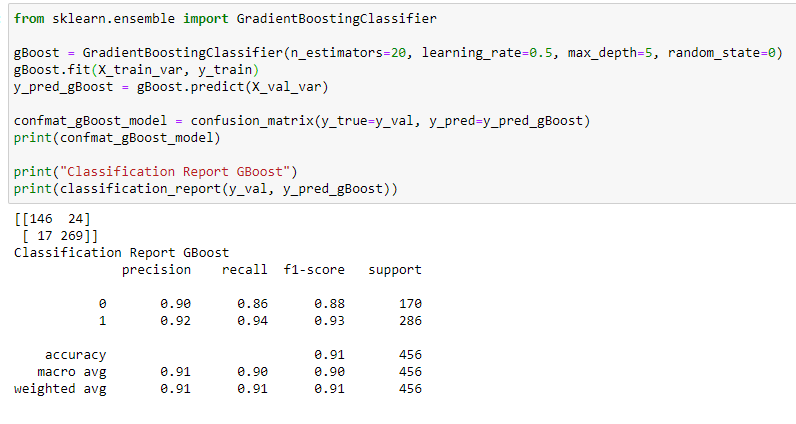 from sklearn.ensemble import GradientBoostingClassifier
gBoost = GradientBoostingClassifier(n_estimators=20, learning_rate=0.5, max_depth=5, random_state=0)
gBoost.fit(X_train_var, y_train)
y_pred_gBoost = gBoost.predict(X_val_var)
confmat_gBoost_model = confusion_matrix(y_true=y_val, y_pred=y_pred_gBoost)
print(confmat_gBoost_model)
print("Classification Report GBoost")
print(classification_report(y_val, y_pred_gBoost))
[[146  24]
 [ 17 269]]
Classification Report GBoost
              precision    recall  f1-score   support
           0       0.90      0.86      0.88       170
           1       0.92      0.94      0.93       286
    accuracy                           0.91       456
   macro avg       0.91      0.90      0.90       456
weighted avg       0.91      0.91      0.91       456